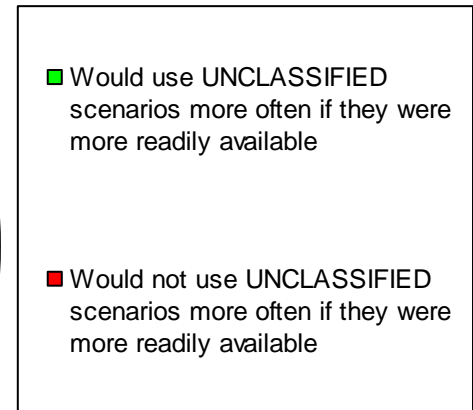 Would use UNCLASSIFIED
scenarios more often if they were
more readily available
Would not use UNCLASSIFIED
scenarios more often if they were
more readily available